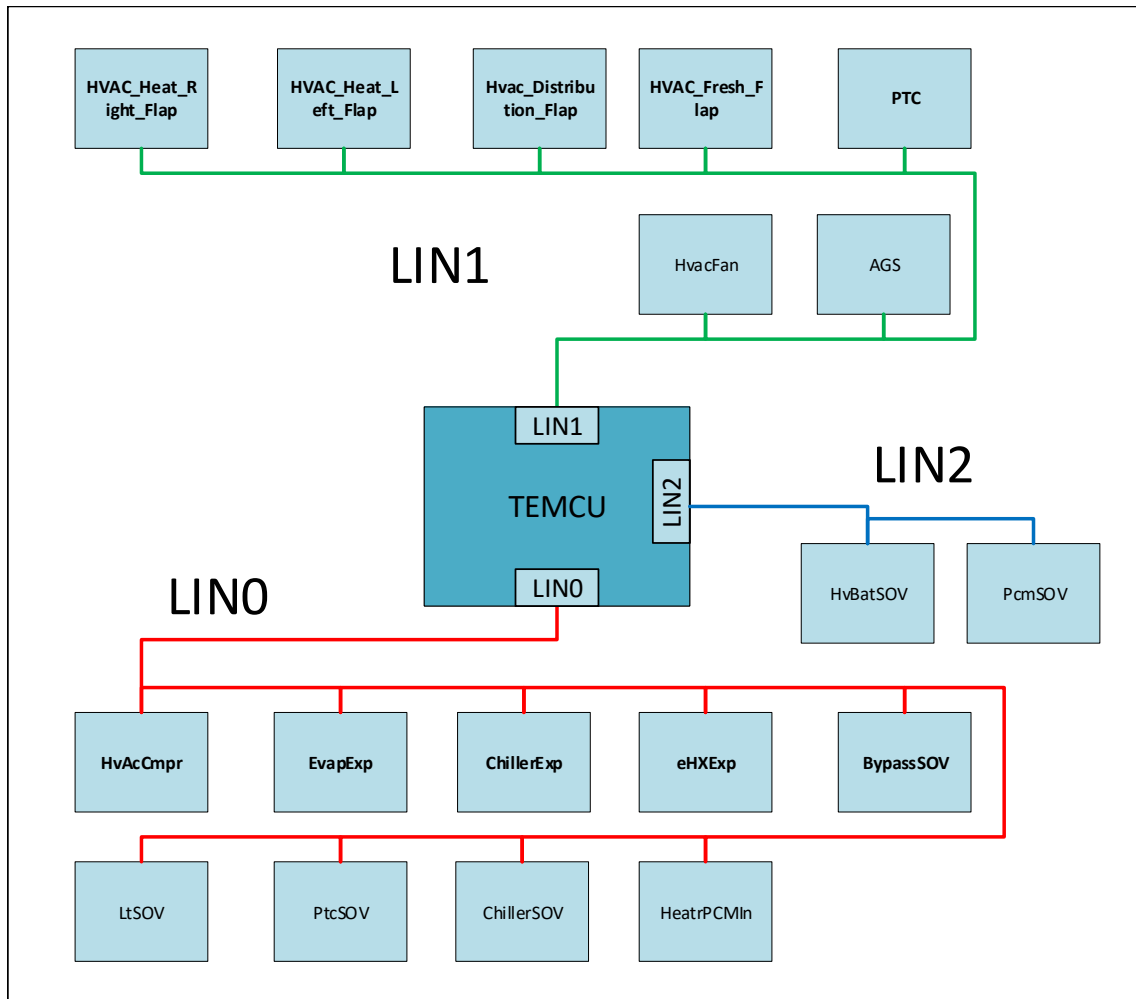 HVAC_Heat_R
ight_Flap
HVAC_Heat_L
eft_Flap
Hvac_Distribu
tion_Flap
HVAC_Fresh_F
lap
PTC
LIN1
HvacFan
AGS
LIN1
LIN2
TEMCU
LIN0
LIN2
HvBatSOV
PcmSOV
LIN0
HvAcCmpr
EvapExp
ChillerExp
eHXExp
BypassSOV
LtSOV
PtcSOV
ChillerSOV
HeatrPCMIn